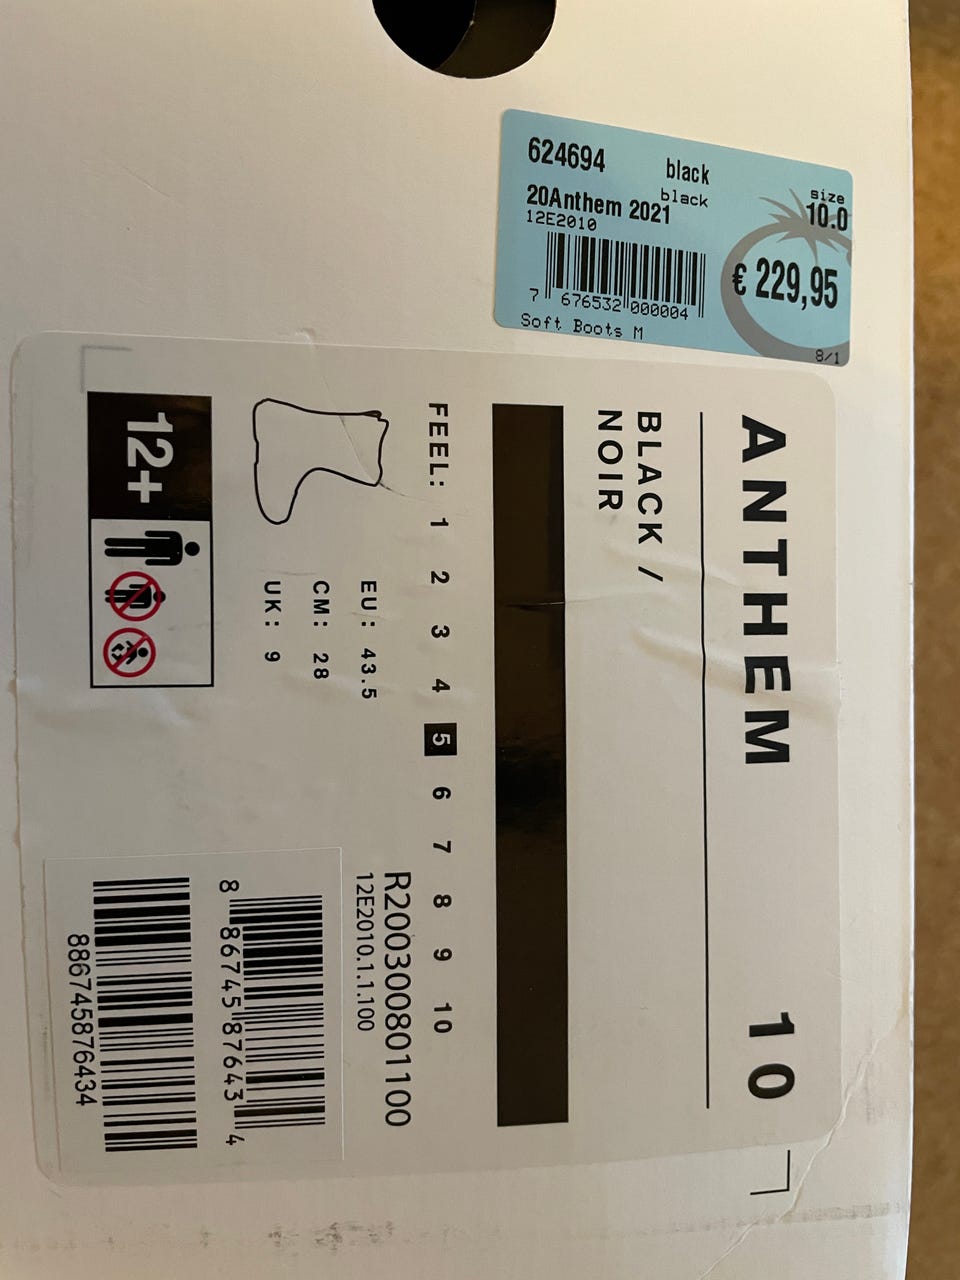 624694 black size
20Anthem 2021 black 10.0
12E2010
€ 229,95
7 676532 000004
Soft Boots M 8/1
ANTHEM 10
BLACK /
NOIR
FEEL: 1 2 3 4 5 6 7 8 9 10
EU: 43.5
CM: 28
UK: 9
R200300801100
12E2010.1.1.100
12+
8 86745 87643 4
886745876434